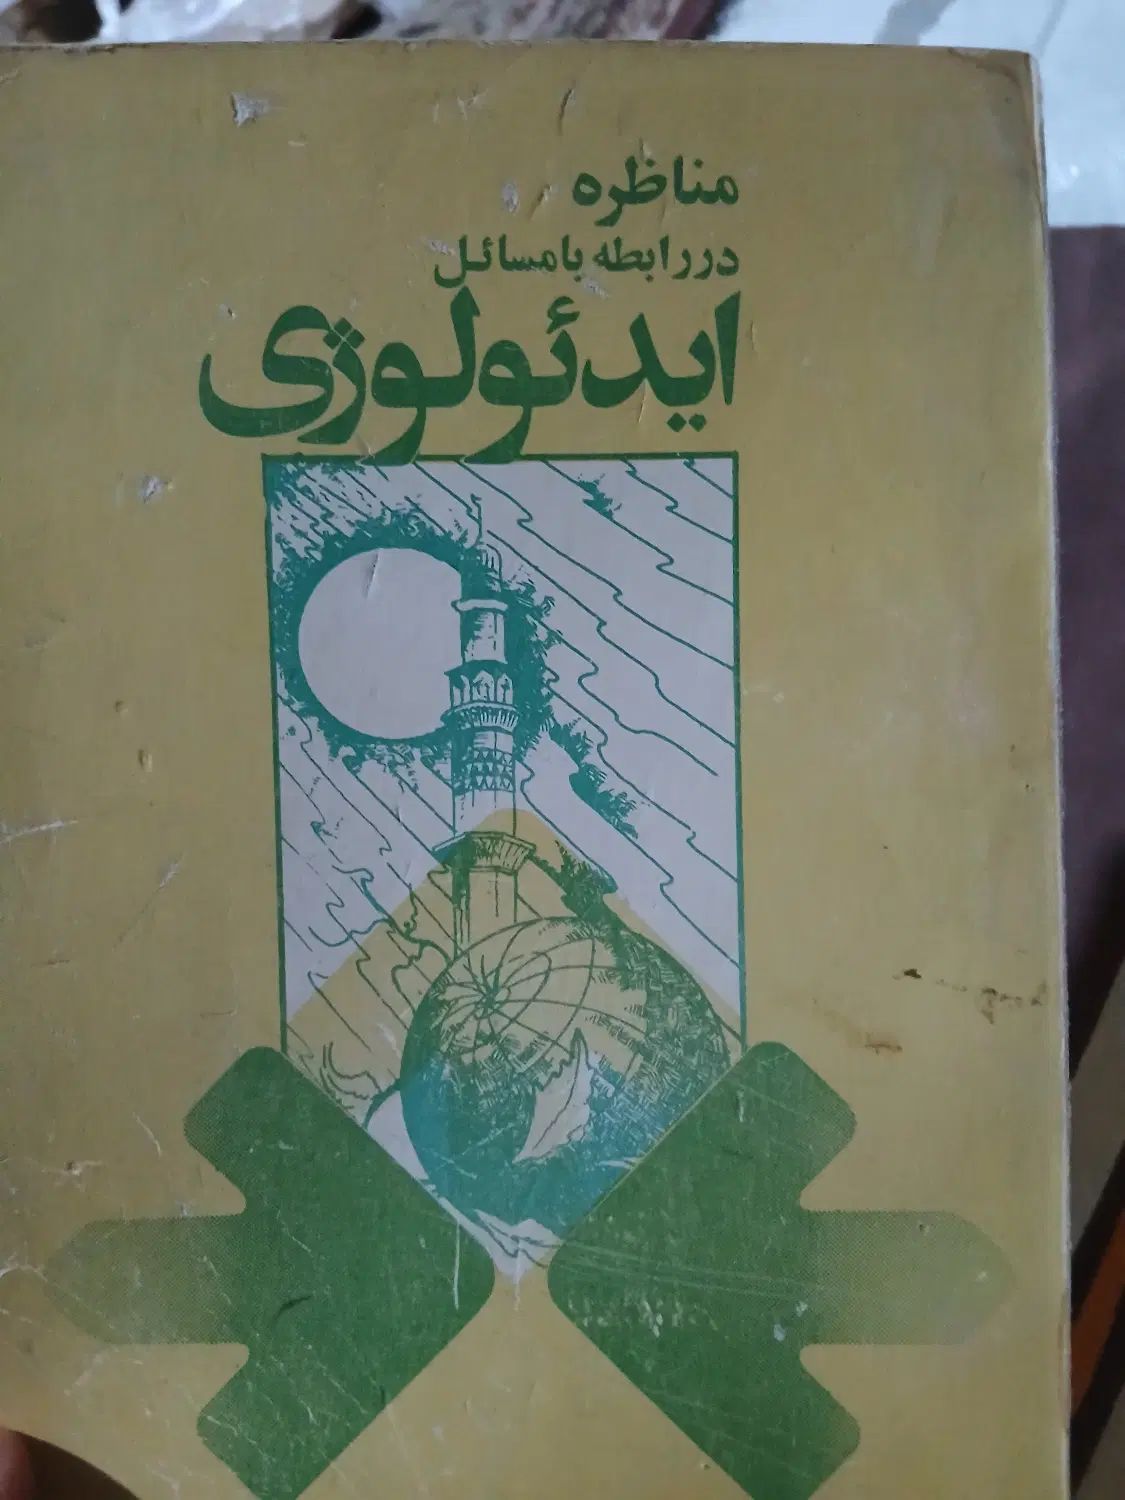 مناظره
در رابطه با مسائل
ایدئولوژی